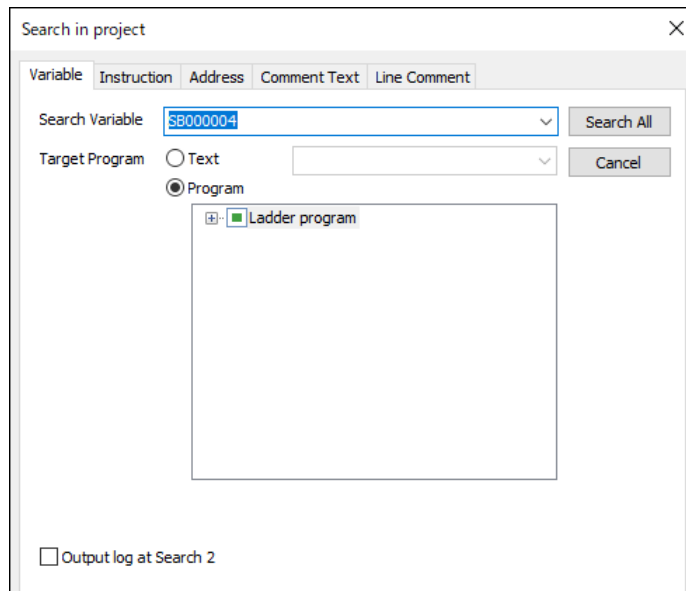 Search in project
Variable Instruction Address Comment Text Line Comment
Search Variable SB000004 Search All
Target Program Text Cancel
Program
Ladder program
Output log at Search 2